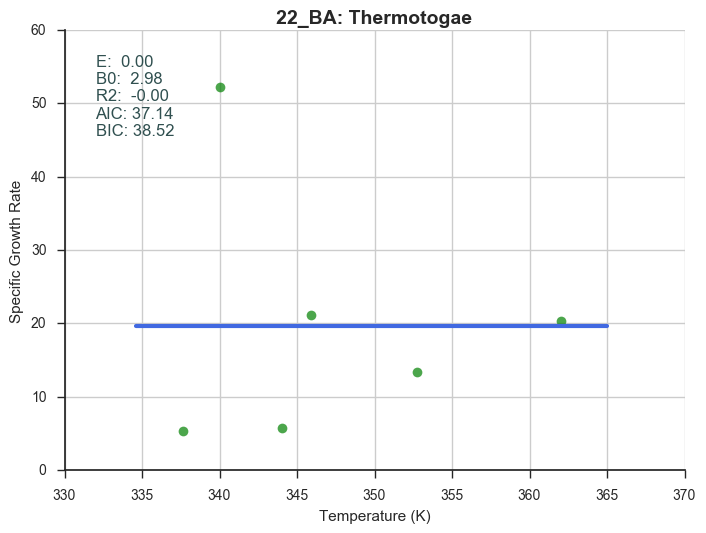 22_BA: Thermotogae
E: 0.00
B0: 2.98
R2: -0.00
AIC: 37.14
BIC: 38.52
Specific Growth Rate
60
50
40
30
20
10
0
330 335 340 345 350 355 360 365 370
Temperature (K)